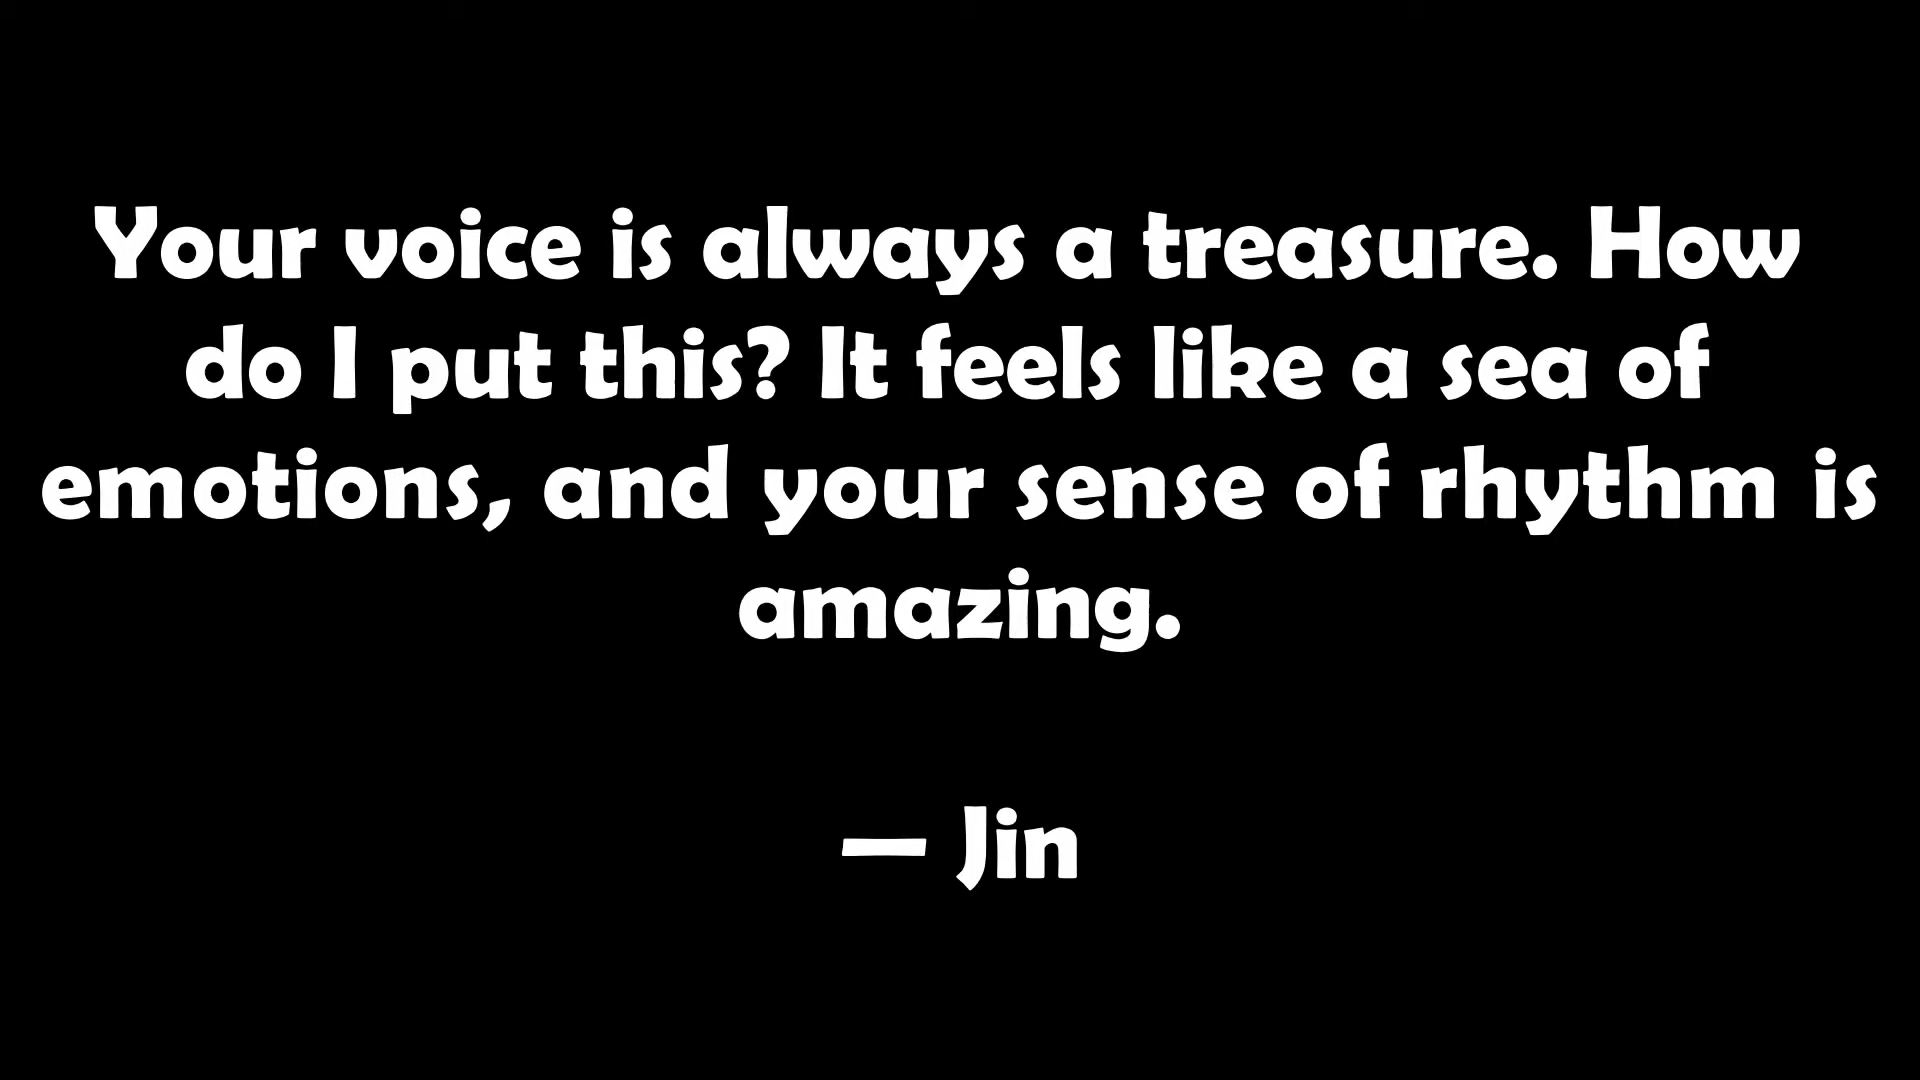 Your voice is always a treasure. How
do I put this? It feels like a sea of
emotions, and your sense of rhythm is
amazing.
— Jin